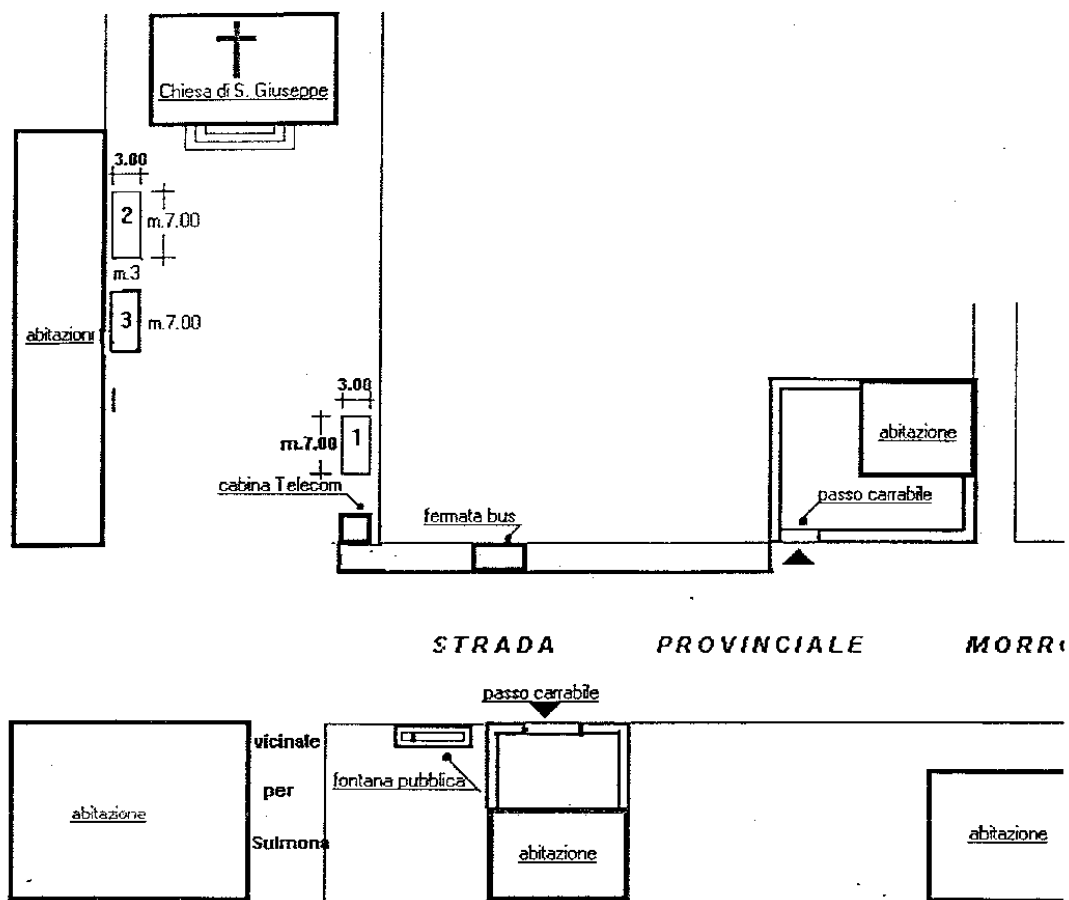 Chiesa di S. Giuseppe
3.00
2
m.7.00
m.3
3
m.7.00
abitazioni
3.00
1
m.7.00
cabina Telecom
fermata bus
abitazione
passo carrabile
STRADA PROVINCIALE
passo carrabile
vicinale
per
Sulmona
fontana pubblica
abitazione
abitazione
abitazione